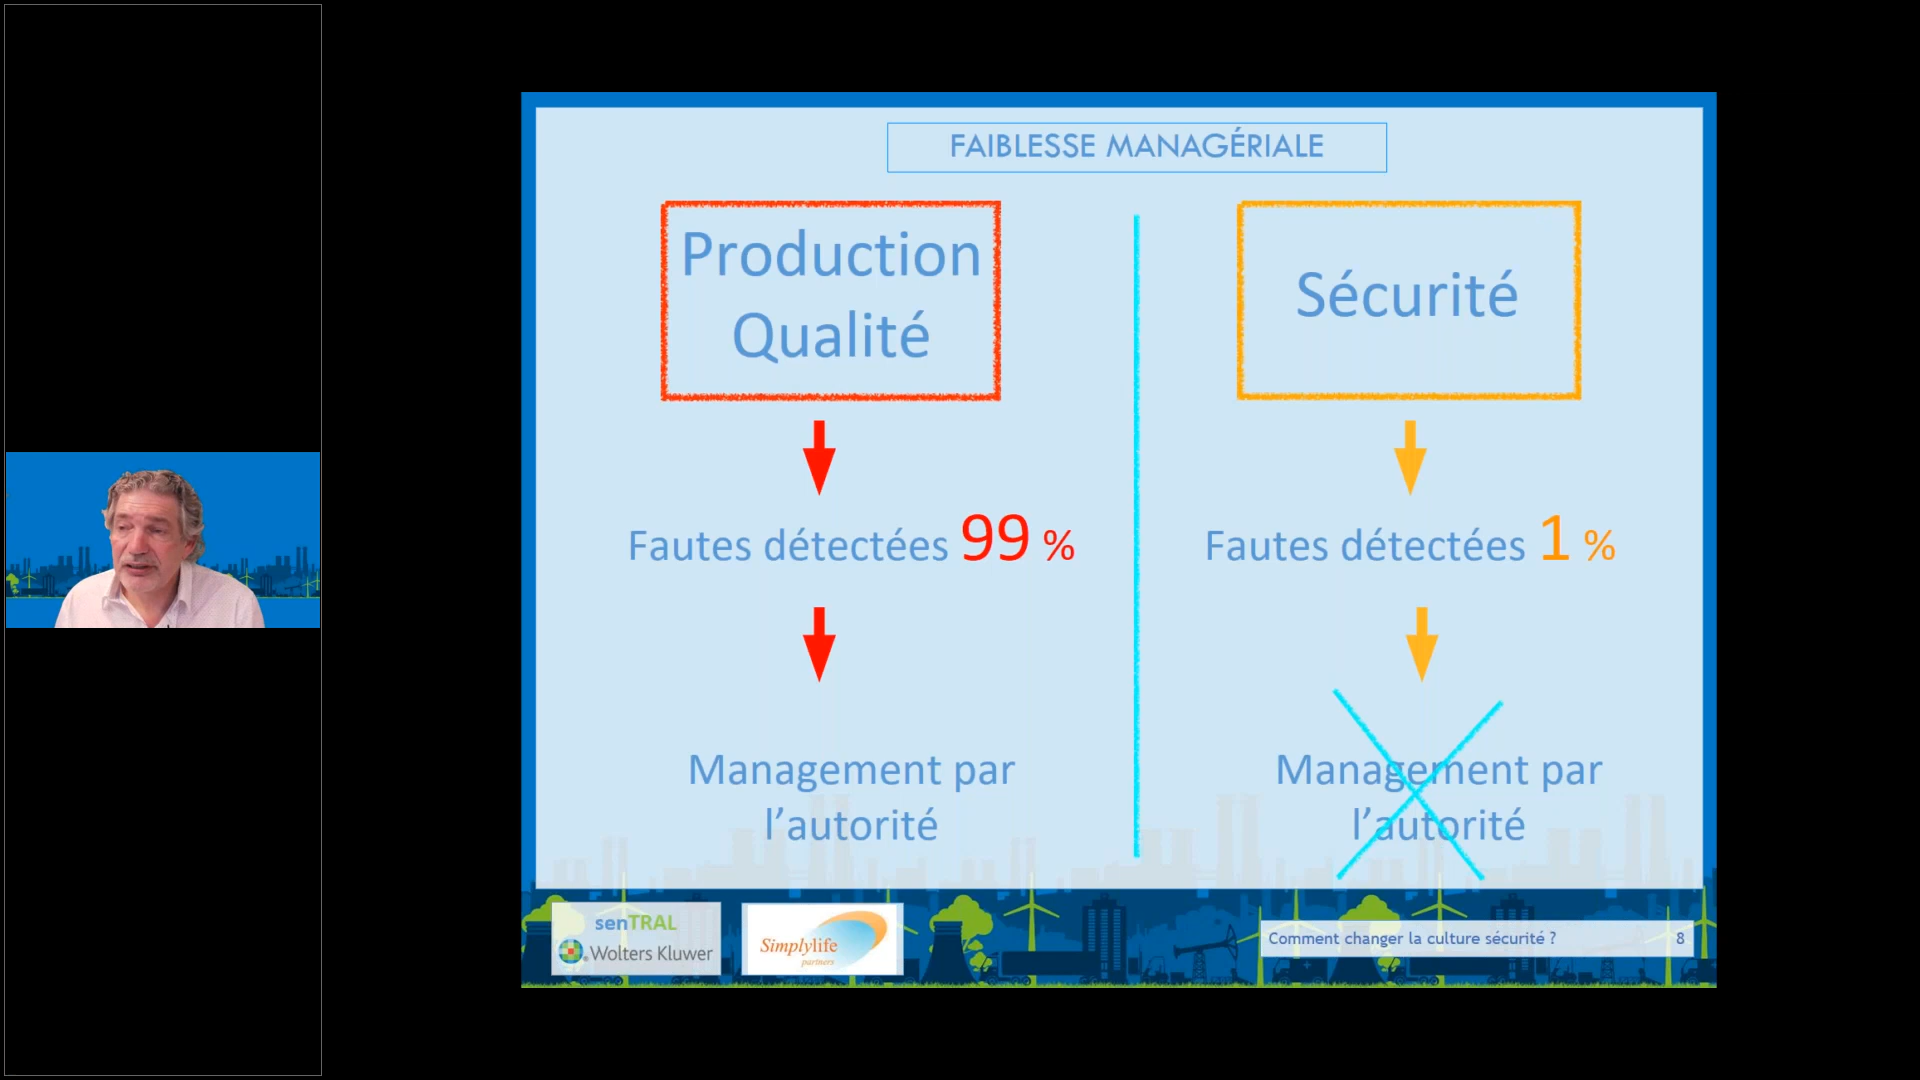 FAIBLESSE MANAGÉRIALE
Production
Qualité
Fautes détectées 99 %
Management par
l’autorité
Sécurité
Fautes détectées 1 %
Management par
l’autorité
senTRAL
Wolters Kluwer
Simplylife
partners
Comment changer la culture sécurité ? 8